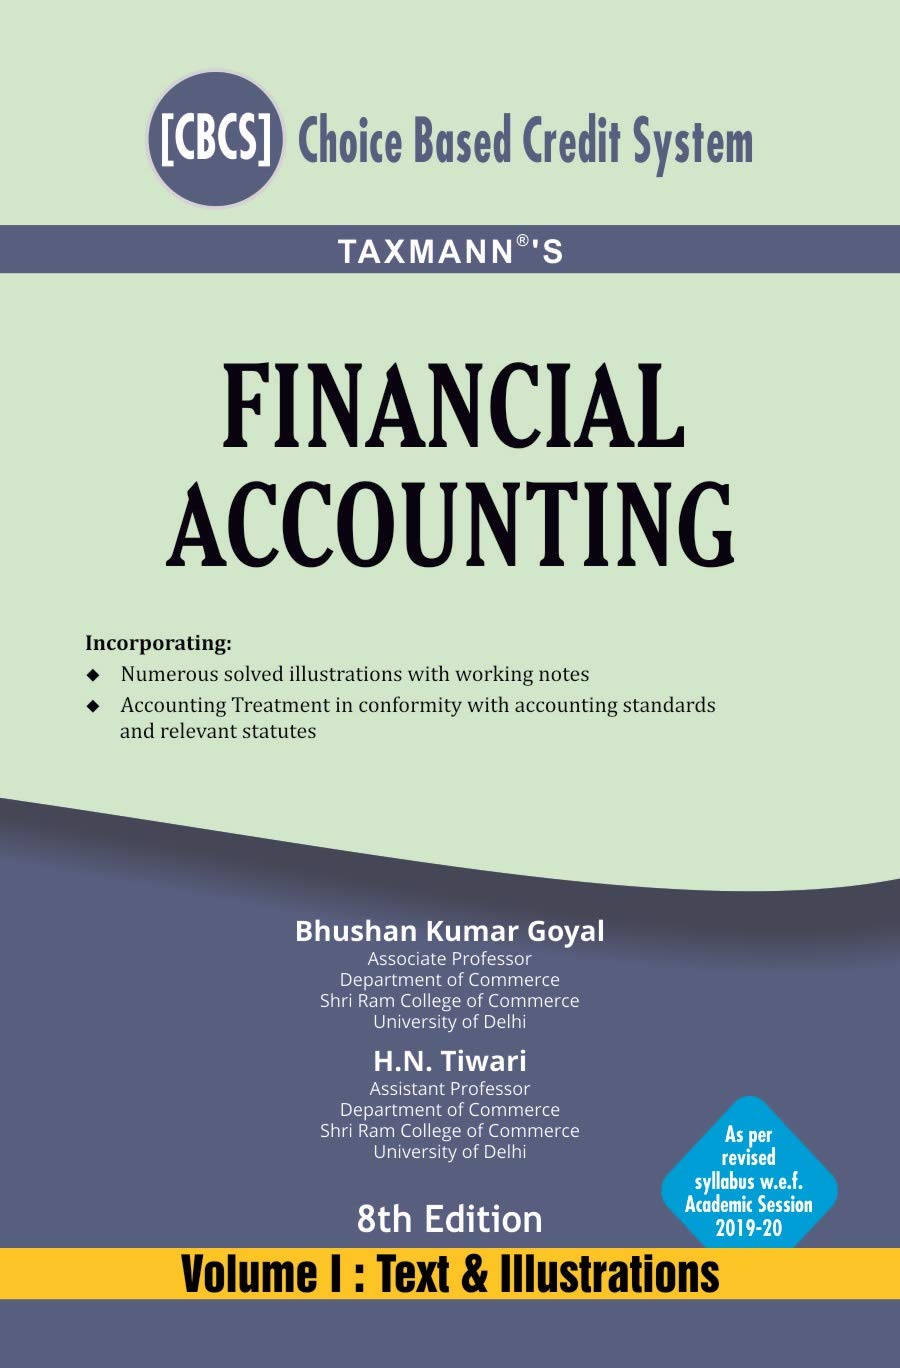 [CBCS] Choice Based Credit System
TAXMANN®'S
FINANCIAL
ACCOUNTING
Incorporating:
◆ Numerous solved illustrations with working notes
◆ Accounting Treatment in conformity with accounting standards
and relevant statutes
Bhushan Kumar Goyal
Associate Professor
Department of Commerce
Shri Ram College of Commerce
University of Delhi
H.N. Tiwari
Assistant Professor
Department of Commerce
Shri Ram College of Commerce
University of Delhi
As per
revised
syllabus w.e.f.
Academic Session
2019-20
8th Edition
Volume I : Text & Illustrations